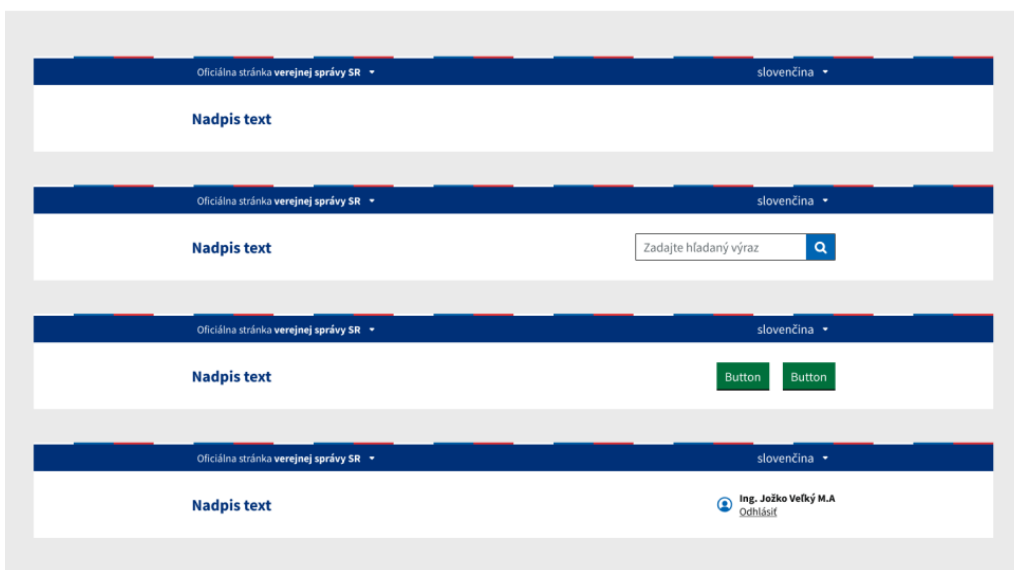 Oficiálna stránka verejnej správy SR slovenčina
Nadpis text
Oficiálna stránka verejnej správy SR slovenčina
Nadpis text Zadajte hľadaný výraz
Oficiálna stránka verejnej správy SR slovenčina
Nadpis text Button Button
Oficiálna stránka verejnej správy SR slovenčina
Nadpis text Ing. Jožko Veľký M.A
Odhlásiť